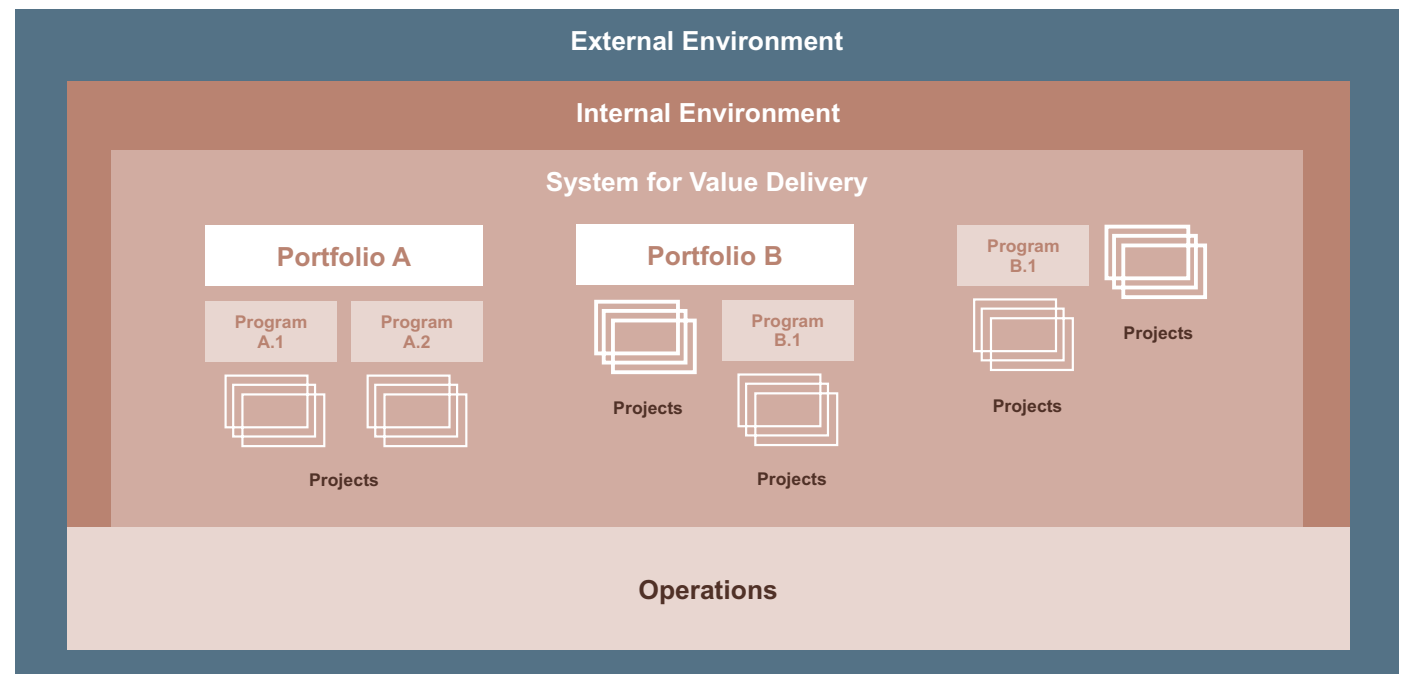 External Environment
Internal Environment
System for Value Delivery
Portfolio A
Program
A.1
Program
A.2
Projects
Portfolio B
Projects
Program
B.1
Projects
Program
B.1
Projects
Projects
Operations